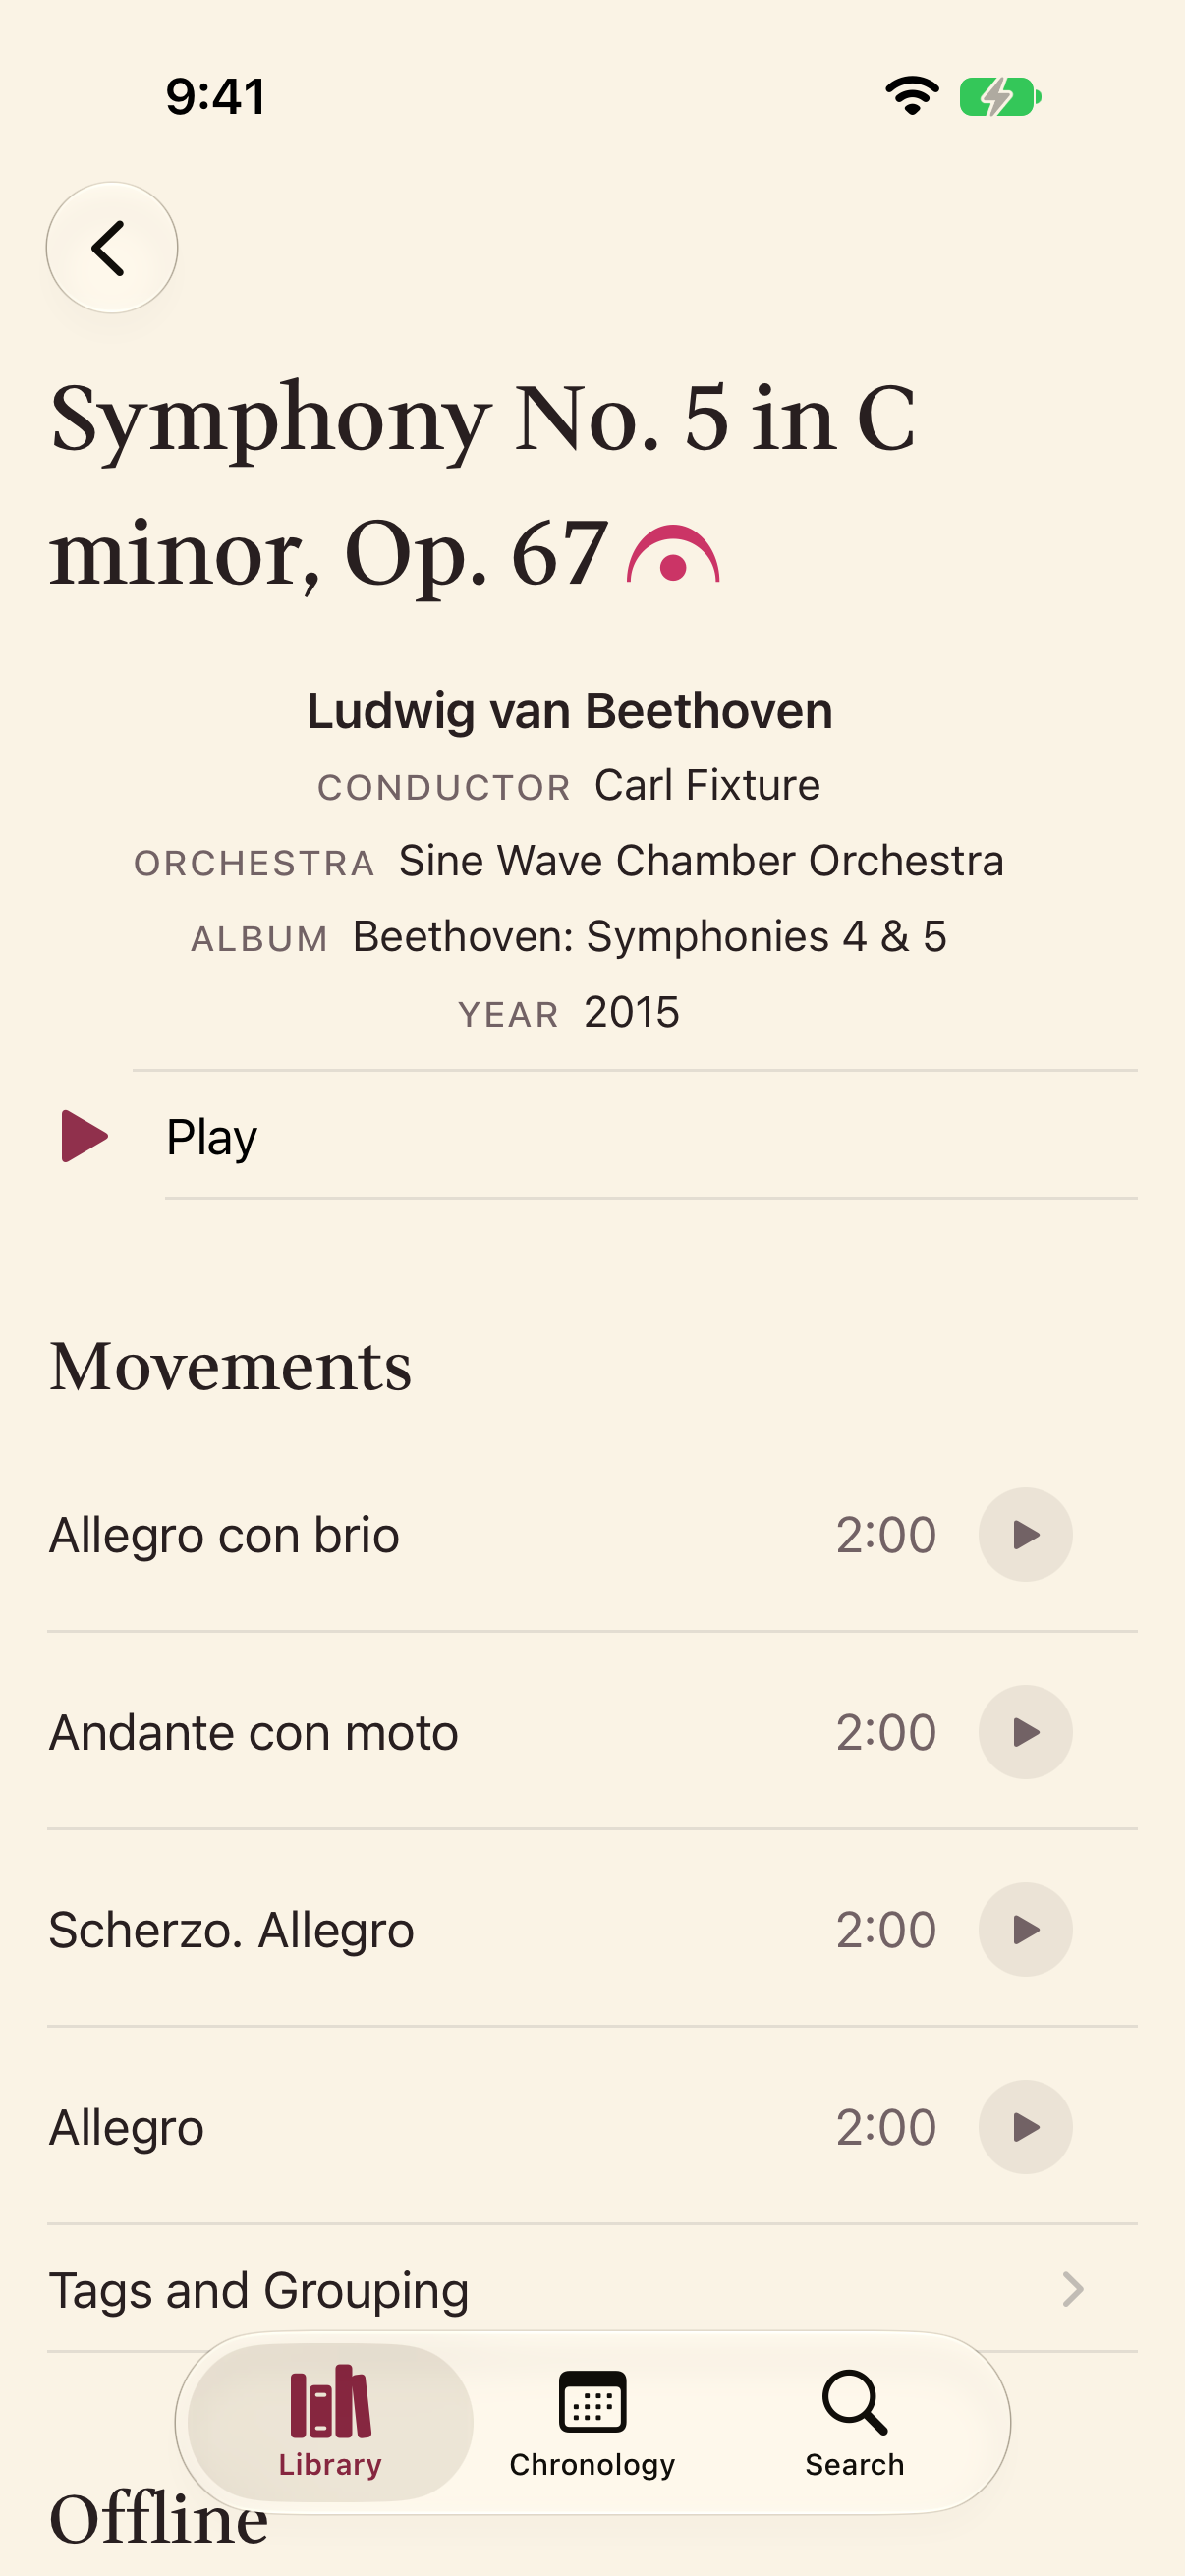 9:41
Symphony No. 5 in C
minor, Op. 67
Ludwig van Beethoven
CONDUCTOR Carl Fixture
ORCHESTRA Sine Wave Chamber Orchestra
ALBUM Beethoven: Symphonies 4 & 5
YEAR 2015
Play
Movements
Allegro con brio 2:00
Andante con moto 2:00
Scherzo. Allegro 2:00
Allegro 2:00
Tags and Grouping
Library Chronology Search
Offline